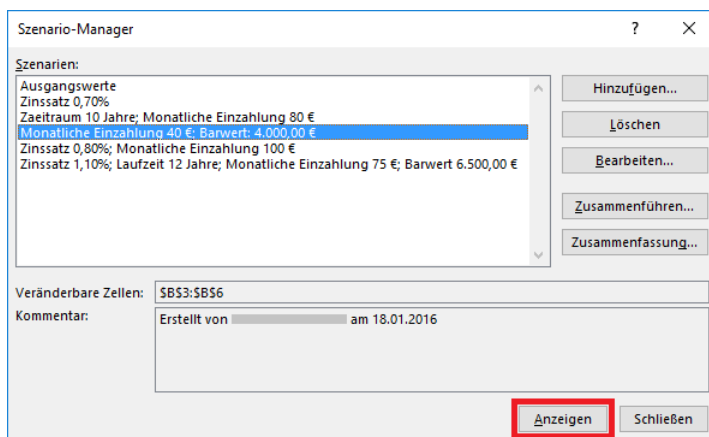 Szenario-Manager
?
Szenarien:
Ausgangswerte
Zinssatz 0,70%
Zaeitraum 10 Jahre; Monatliche Einzahlung 80 €
Monatliche Einzahlung 40 €; Barwert: 4.000,00 €
Zinssatz 0,80%; Monatliche Einzahlung 100 €
Zinssatz 1,10%; Laufzeit 12 Jahre; Monatliche Einzahlung 75 €; Barwert 6.500,00 €
Hinzufügen...
Löschen
Bearbeiten...
Zusammenführen...
Zusammenfassung...
Veränderbare Zellen: $B$3:$B$6
Kommentar: Erstellt von am 18.01.2016
Anzeigen Schließen